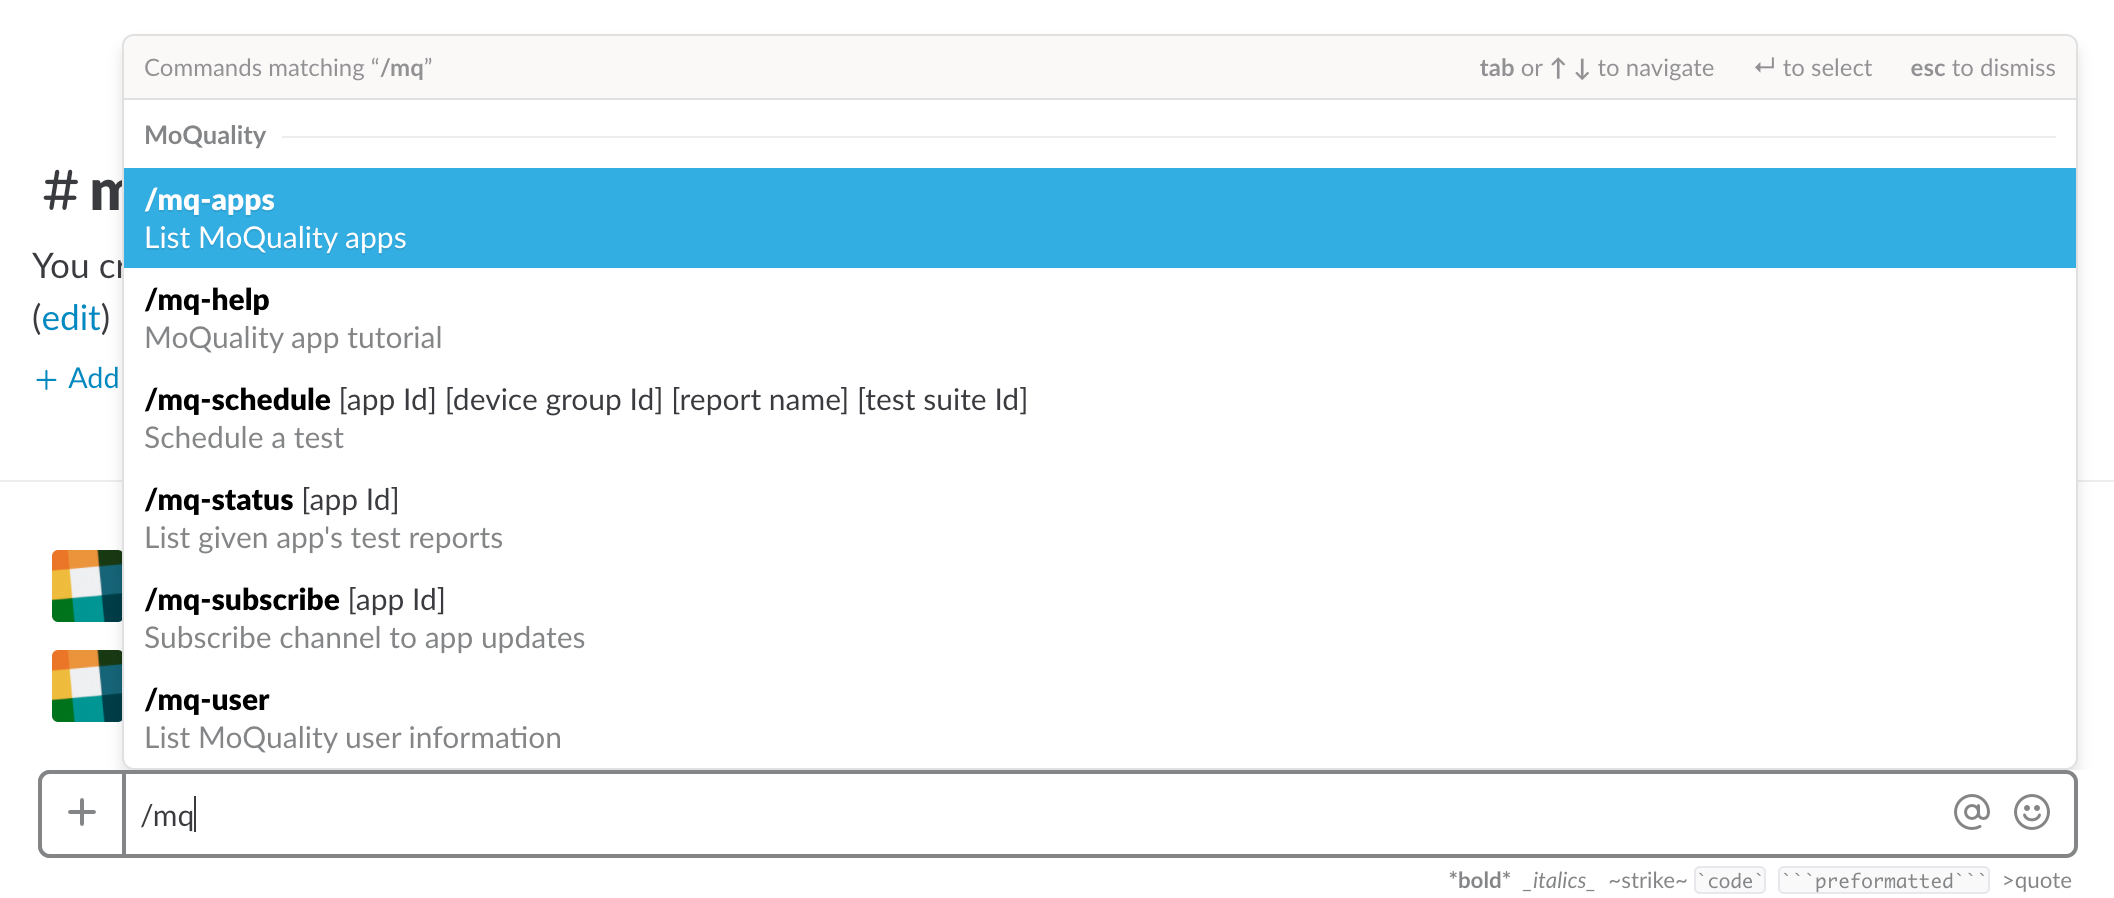 Commands matching “/mq” tab or ↑ ↓ to navigate ↵ to select esc to dismiss
MoQuality
/mq-apps
List MoQuality apps
/mq-help
MoQuality app tutorial
/mq-schedule [app Id] [device group Id] [report name] [test suite Id]
Schedule a test
/mq-status [app Id]
List given app's test reports
/mq-subscribe [app Id]
Subscribe channel to app updates
/mq-user
List MoQuality user information
# m
You cr
(edit)
+ Add
/mq
*bold* _italics_ ~strike~ `code` ```preformatted``` >quote